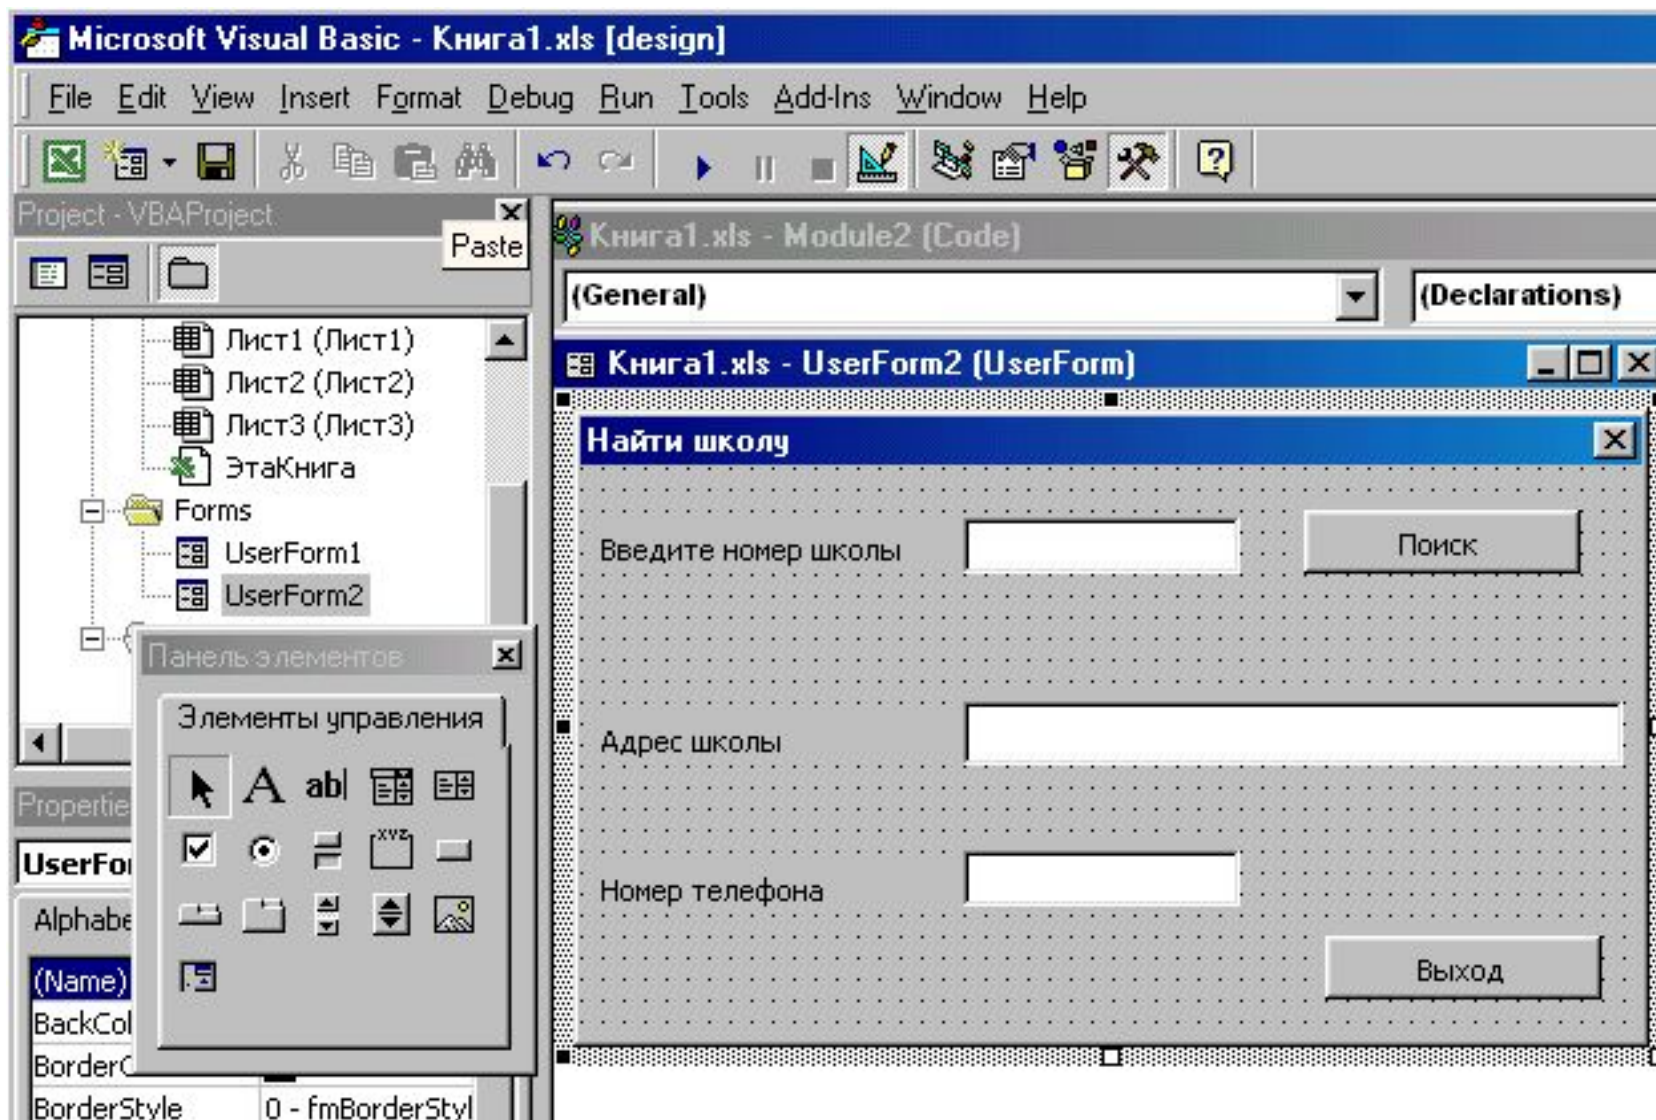 Microsoft Visual Basic - Книга1.xls [design]
File Edit View Insert Format Debug Run Tools Add-Ins Window Help
Project - VBAProject
Paste
Лист1 (Лист1)
Лист2 (Лист2)
Лист3 (Лист3)
ЭтаКнига
Forms
UserForm1
UserForm2
Панель элементов
Элементы управления
A ab|
xyz
Propertie
UserFor
Alphabe
(Name)
BackCol
BorderC
BorderStyle 0 - fmBorderStyl
Книга1.xls - Module2 (Code)
(General) (Declarations)
Книга1.xls - UserForm2 (UserForm)
Найти школу
Введите номер школы Поиск
Адрес школы
Номер телефона
Выход